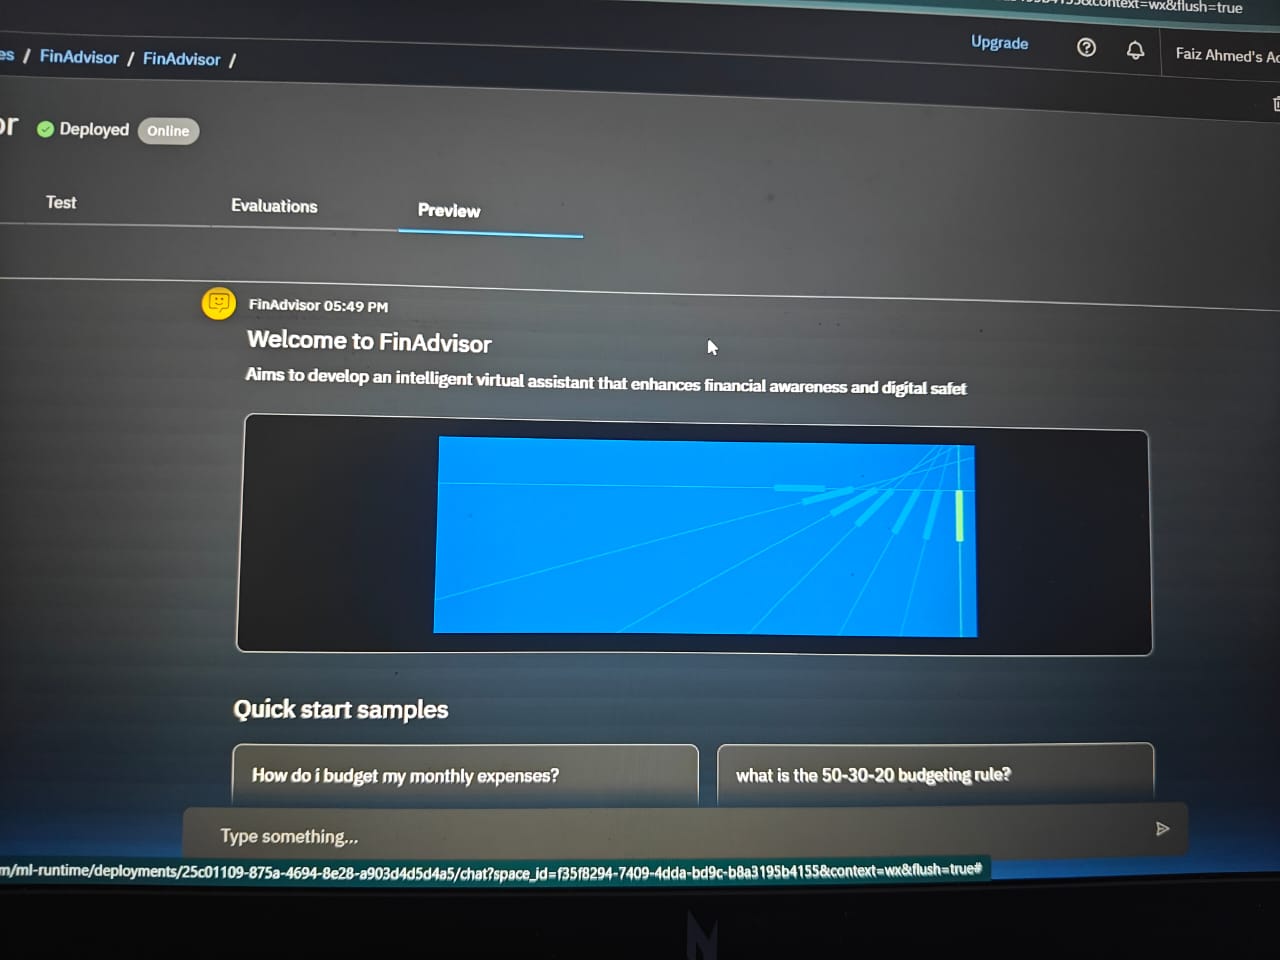 context=wx&flush=true
es / FinAdvisor / FinAdvisor /
Upgrade
Faiz Ahmed's Ac
or Deployed Online
Test Evaluations Preview
FinAdvisor 05:49 PM
Welcome to FinAdvisor
Aims to develop an intelligent virtual assistant that enhances financial awareness and digital safet
Quick start samples
How do i budget my monthly expenses?
what is the 50-30-20 budgeting rule?
Type something...
m/ml-runtime/deployments/25c01109-875a-4694-8e28-a903d4d5d4a5/chat?space_id=f35f8294-7409-4dda-bd9c-b8a3195b4155&context=wx&flush=true#